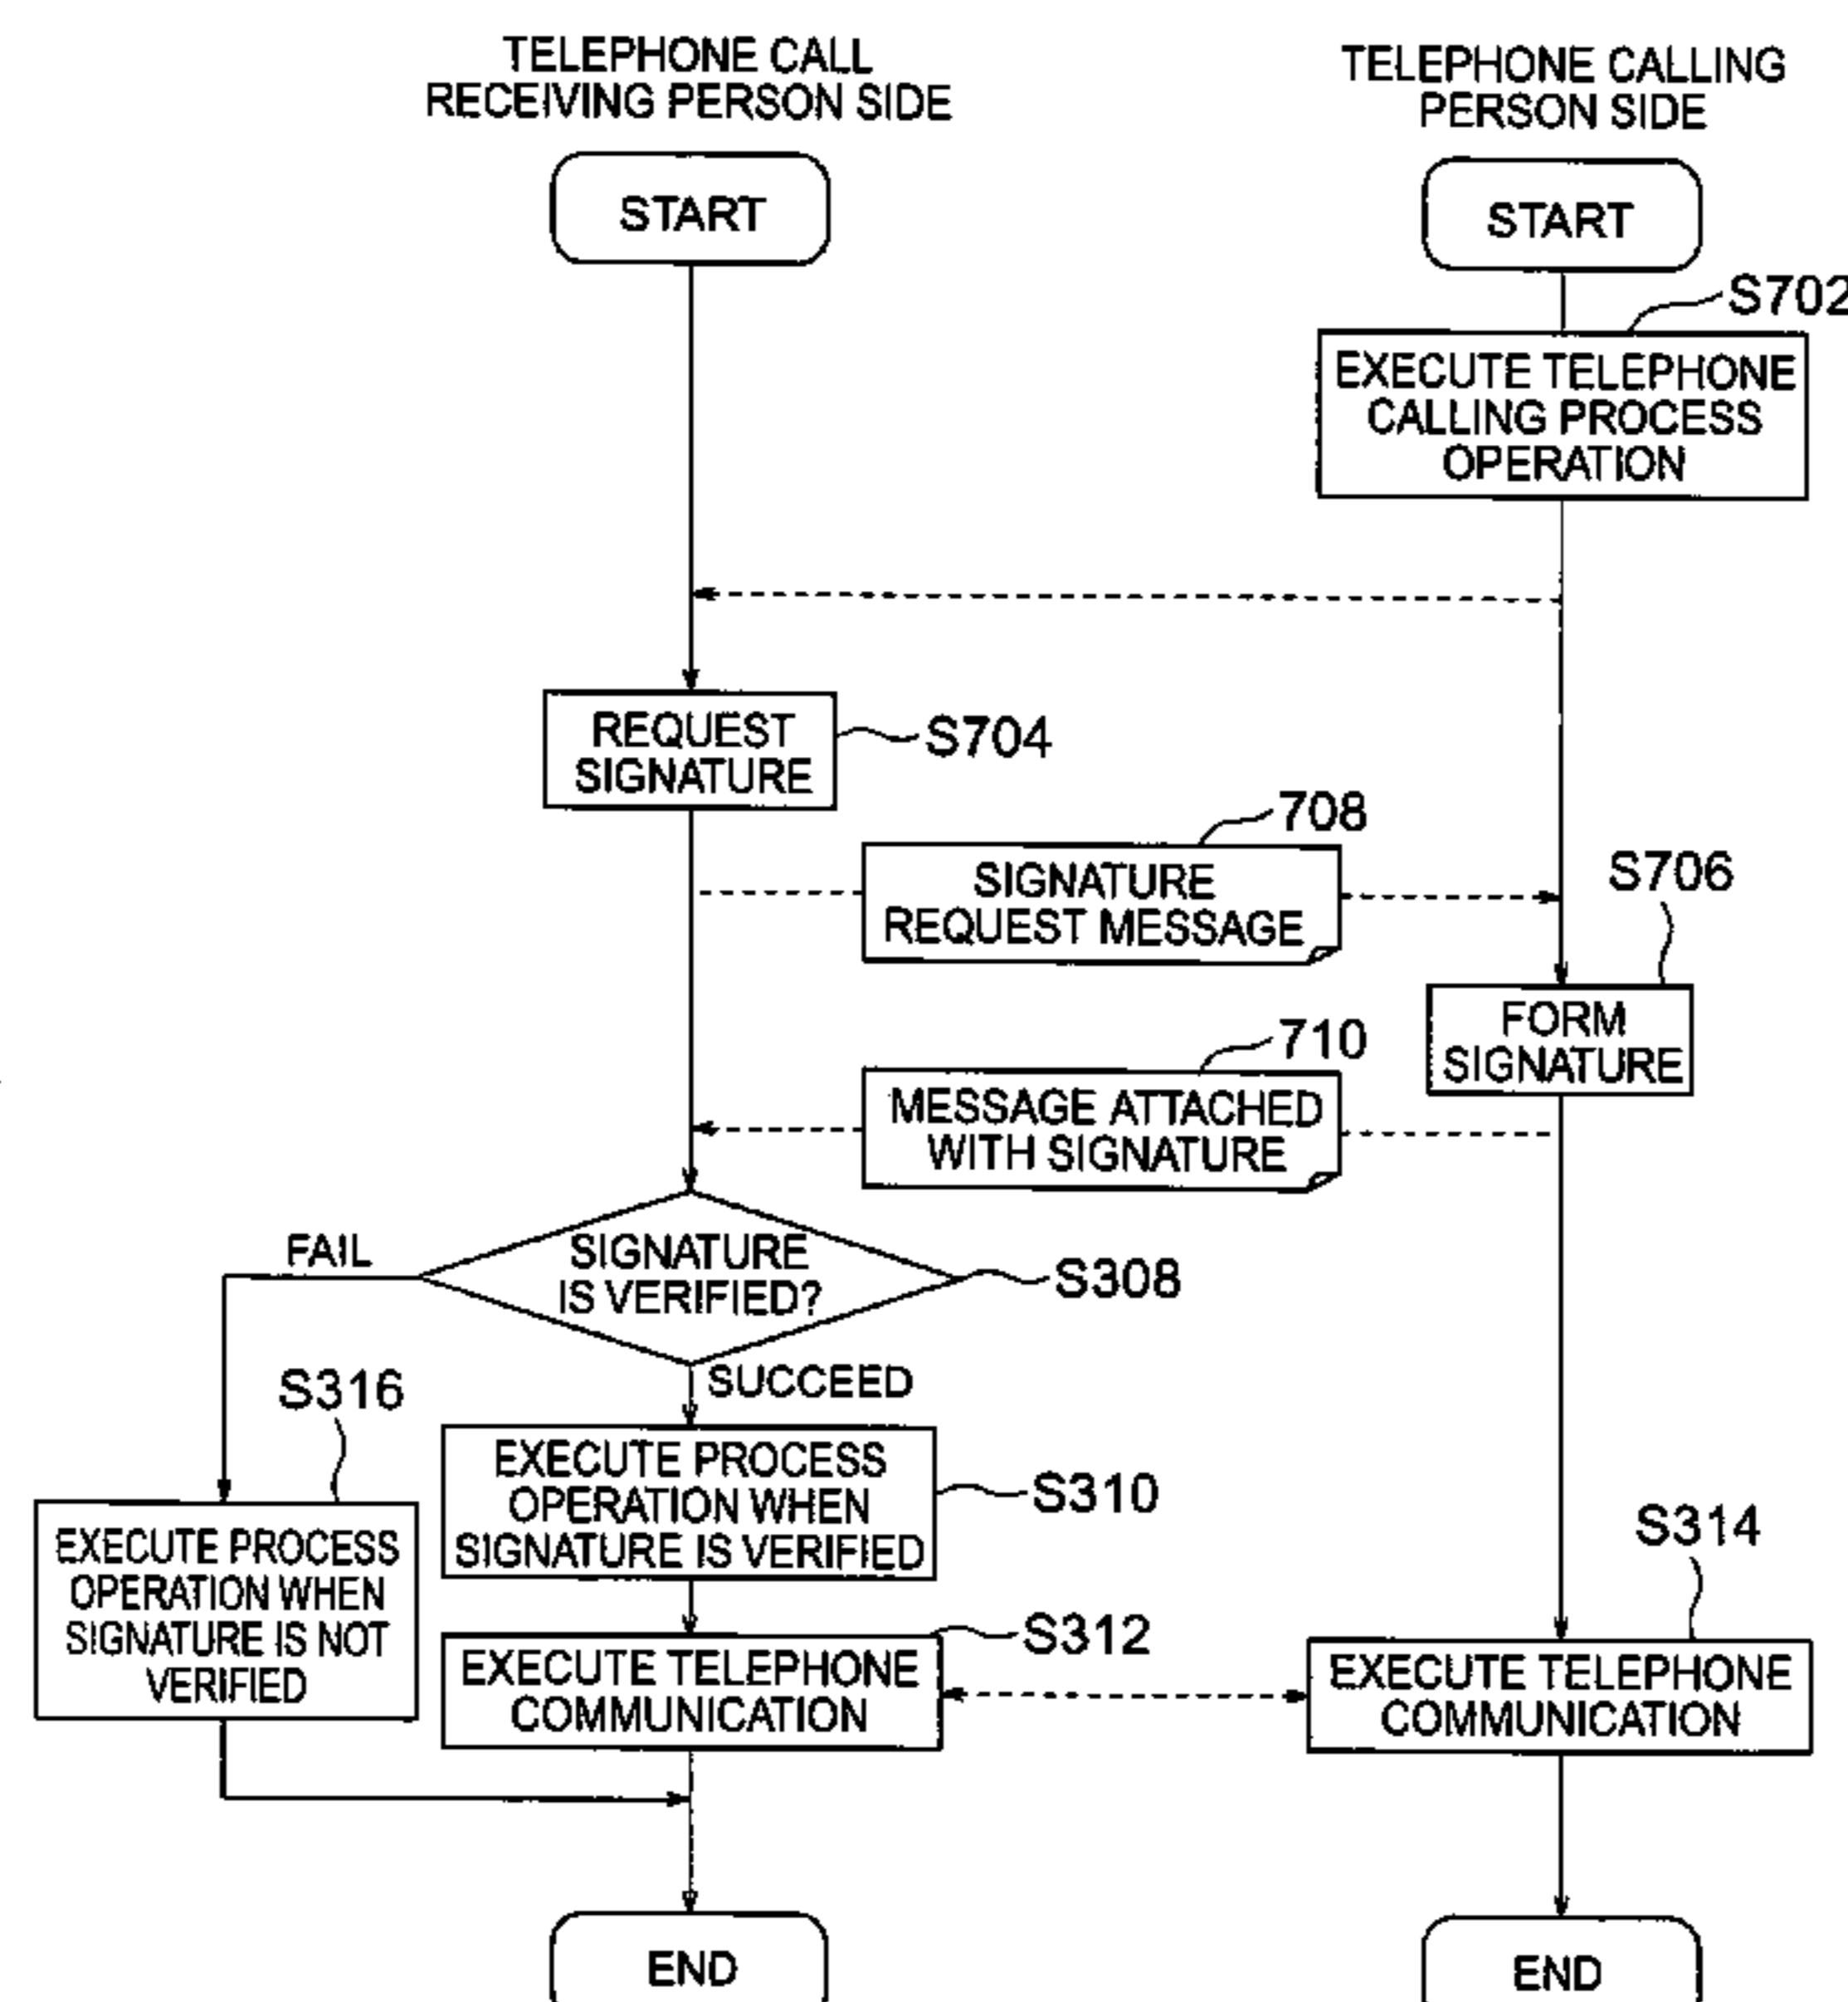 TELEPHONE CALL
RECEIVING PERSON SIDE
TELEPHONE CALLING
PERSON SIDE
START
START
S702
EXECUTE TELEPHONE
CALLING PROCESS
OPERATION
REQUEST
SIGNATURE
S704
708
SIGNATURE
REQUEST MESSAGE
S706
FORM
SIGNATURE
710
MESSAGE ATTACHED
WITH SIGNATURE
FAIL
SIGNATURE
IS VERIFIED?
S308
SUCCEED
S316
EXECUTE PROCESS
OPERATION WHEN
SIGNATURE IS NOT
VERIFIED
EXECUTE PROCESS
OPERATION WHEN
SIGNATURE IS VERIFIED
S310
S312
EXECUTE TELEPHONE
COMMUNICATION
S314
EXECUTE TELEPHONE
COMMUNICATION
END
END